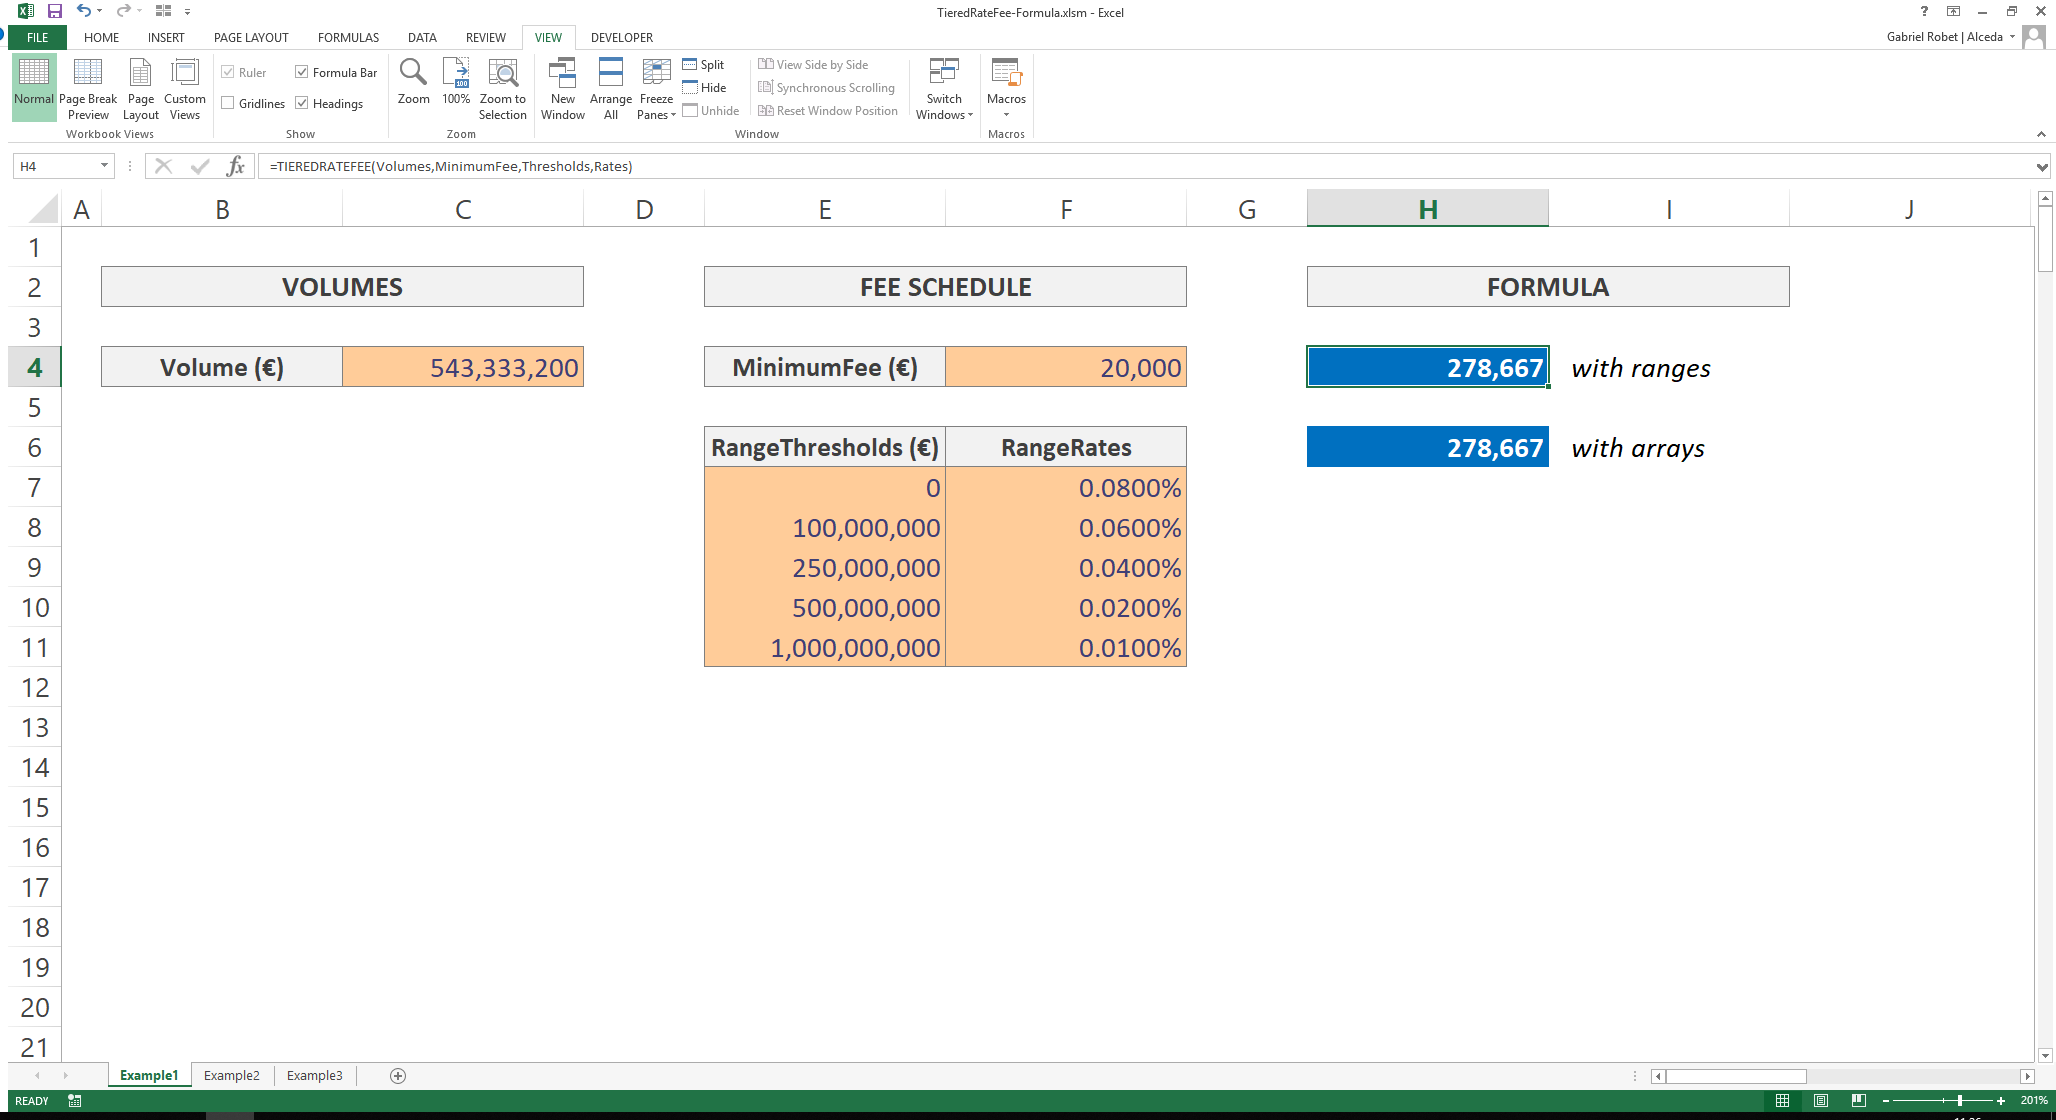 TieredRateFee-Formula.xlsm - Excel
?
FILE HOME INSERT PAGE LAYOUT FORMULAS DATA REVIEW VIEW DEVELOPER
Gabriel Robet | Alceda
Normal
Page Break Preview
Page Layout
Custom Views
Workbook Views
Ruler
Formula Bar
Gridlines
Headings
Show
Zoom
100%
Zoom to Selection
Zoom
New Window
Arrange All
Freeze Panes
Split
Hide
Unhide
View Side by Side
Synchronous Scrolling
Reset Window Position
Window
Switch Windows
Macros
Macros
H4
fx
=TIEREDRATEFEE(Volumes,MinimumFee,Thresholds,Rates)
A B C D E F G H I J
1
2 VOLUMES FEE SCHEDULE FORMULA
3
4 Volume (€) 543,333,200 MinimumFee (€) 20,000 278,667 with ranges
5
6 RangeThresholds (€) RangeRates 278,667 with arrays
7 0 0.0800%
8 100,000,000 0.0600%
9 250,000,000 0.0400%
10 500,000,000 0.0200%
11 1,000,000,000 0.0100%
12
13
14
15
16
17
18
19
20
21
Example1 Example2 Example3
READY
201%